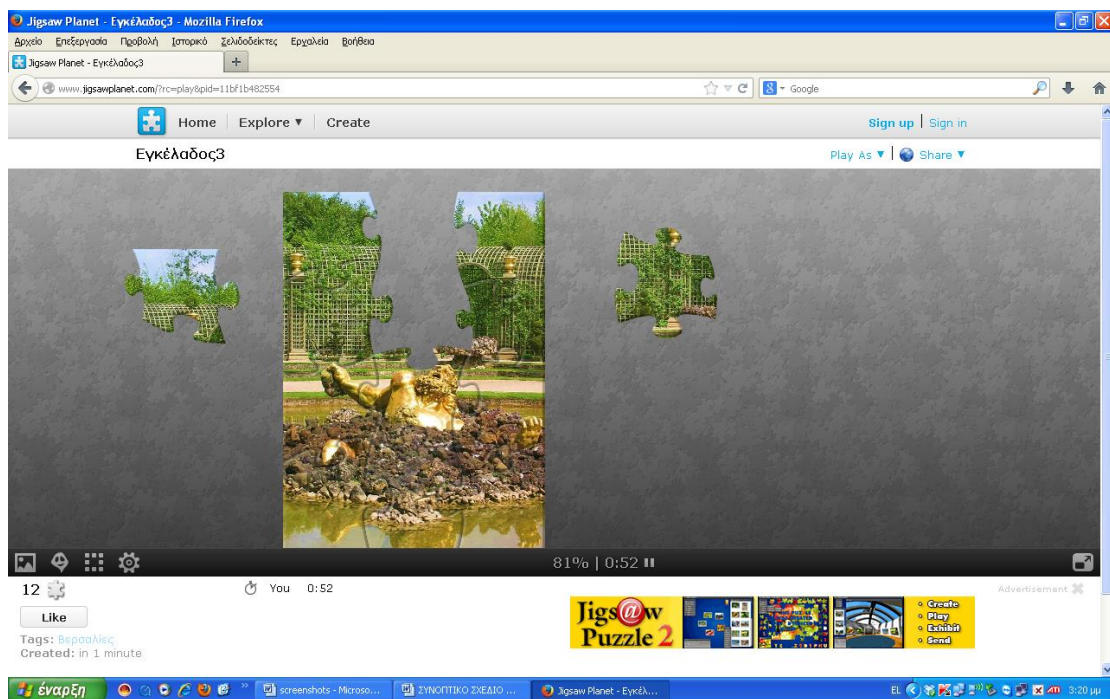 Jigsaw Planet - Εγκέλαδος3 - Mozilla Firefox
Αρχείο Επεξεργασία Προβολή Ιστορικό Σελιδοδείκτες Εργαλεία Βοήθεια
Jigsaw Planet - Εγκέλαδος3 +
www.jigsawplanet.com/?rc=play&pid=11bf1b482554 Google
Home Explore ▼ Create Sign up Sign in
Εγκέλαδος3 Play As ▼ Share ▼
81% | 0:52
12 You 0:52 Advertisement
Like
Tags: Βερσαλίες
Created: in 1 minute
Jigs@w
Puzzle 2
Create
Play
Exhibit
Send
έναρξη screenshots - Microso... ΣΥΝΟΠΤΙΚΟ ΣΧΕΔΙΟ ... Jigsaw Planet - Εγκέλ... EL 3:20 μμ